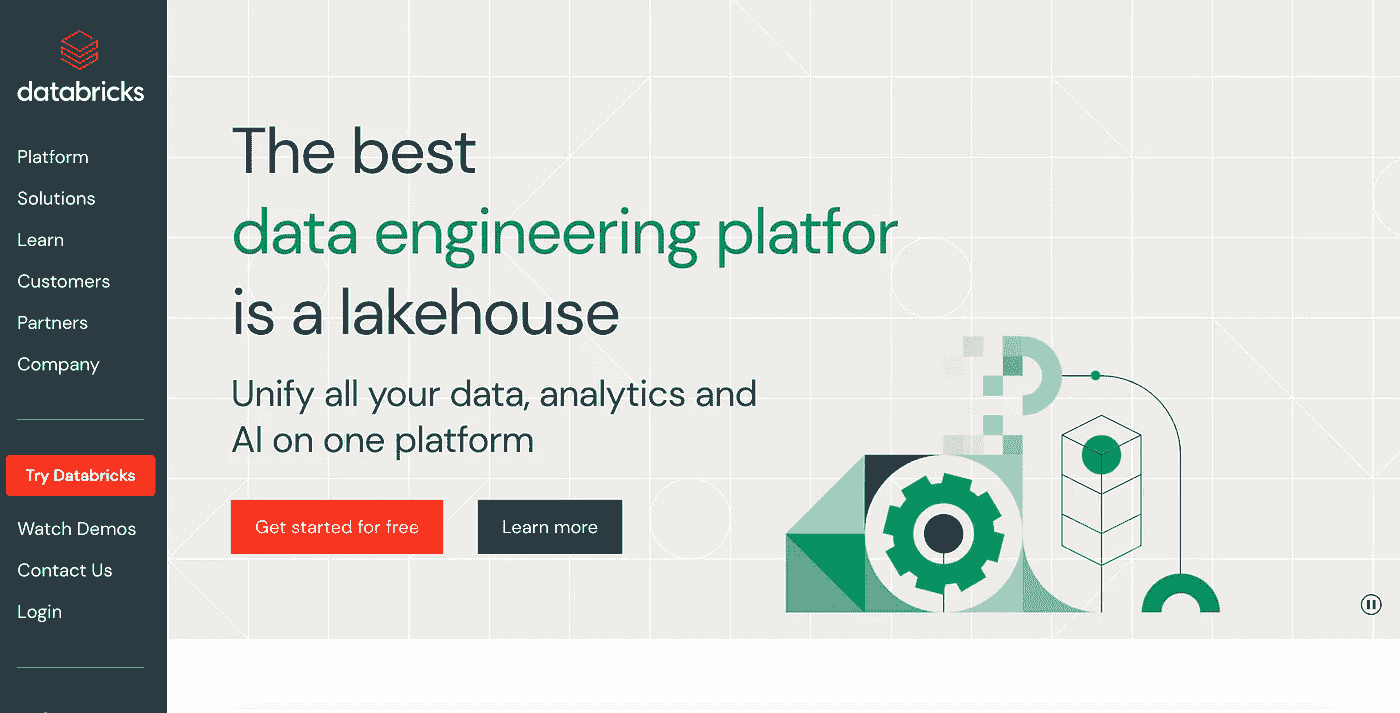 databricks
Platform
Solutions
Learn
Customers
Partners
Company
Try Databricks
Watch Demos
Contact Us
Login
The best
data engineering platfor
is a lakehouse
Unify all your data, analytics and
AI on one platform
Get started for free
Learn more